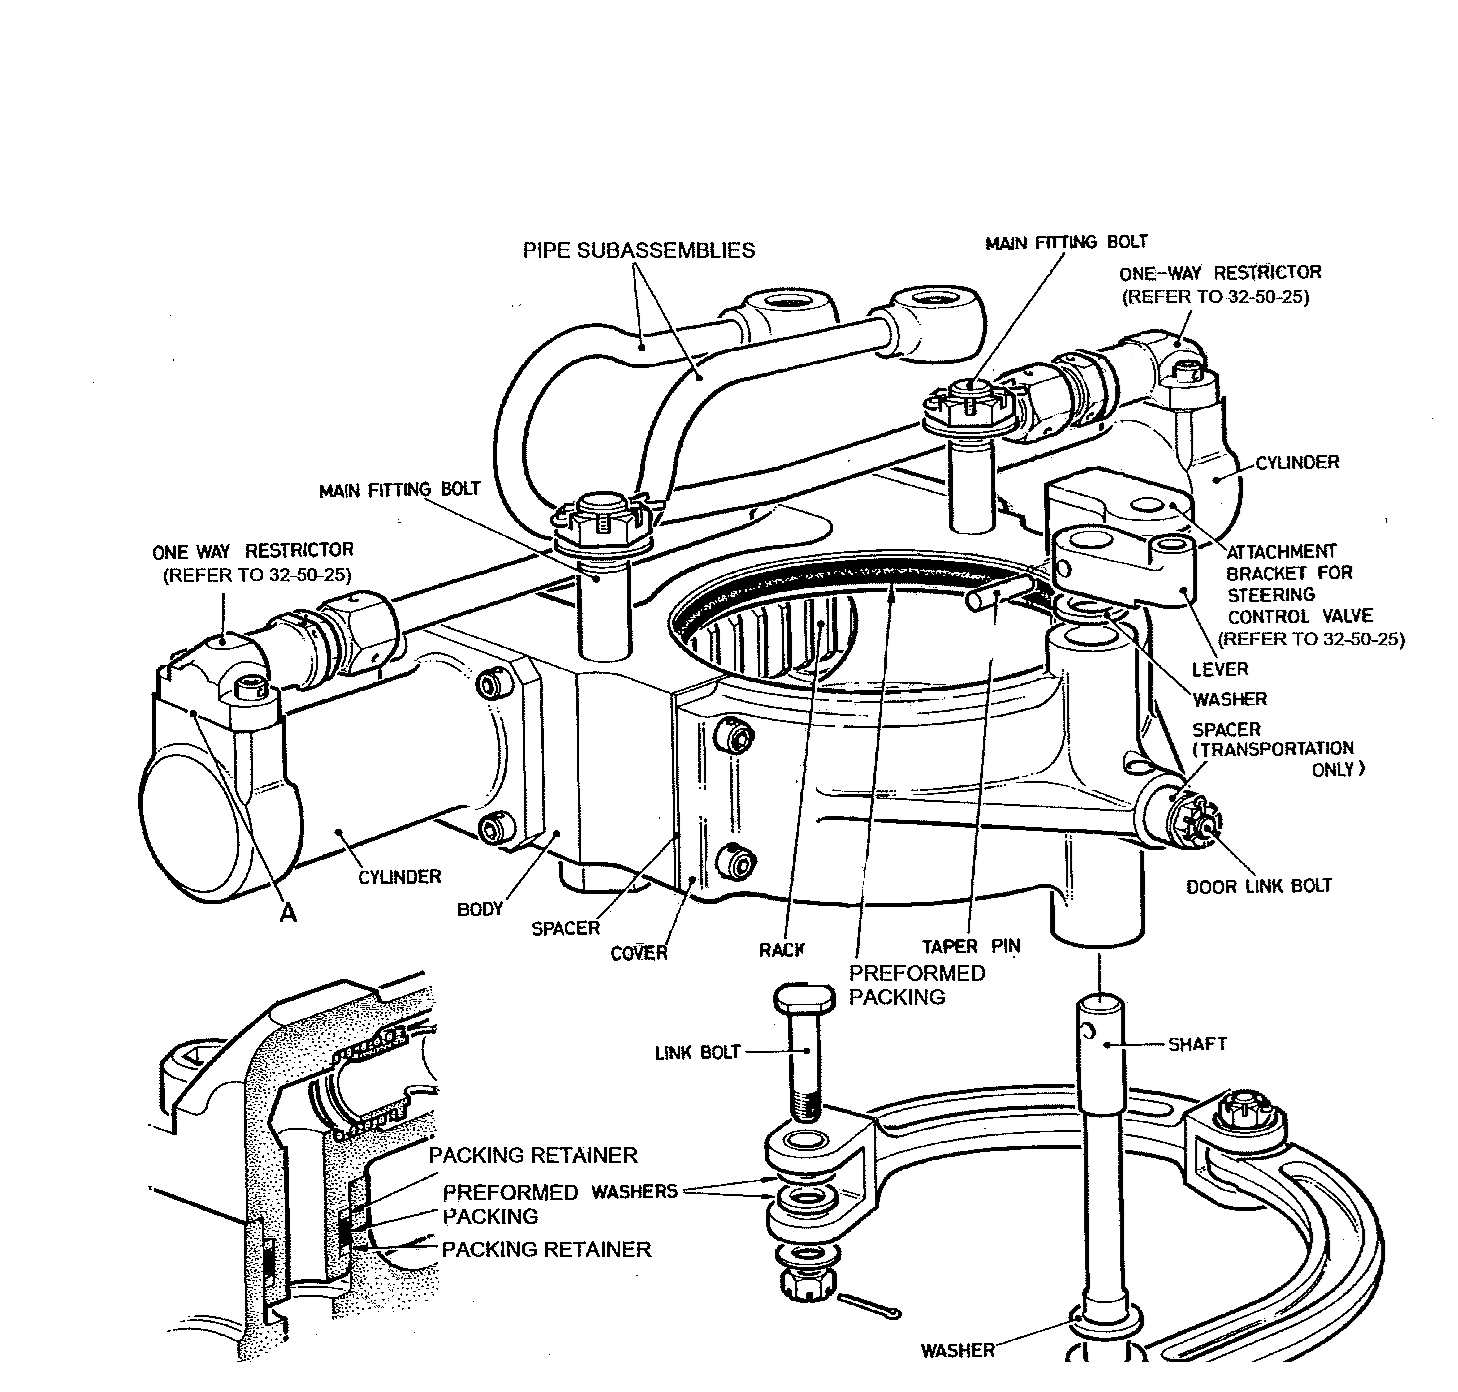 PIPE SUBASSEMBLIES
MAIN FITTING BOLT
ONE-WAY RESTRICTOR
(REFER TO 32-50-25)
CYLINDER
MAIN FITTING BOLT
ONE WAY RESTRICTOR
(REFER TO 32-50-25)
ATTACHMENT
BRACKET FOR
STEERING
CONTROL VALVE
(REFER TO 32-50-25)
LEVER
WASHER
SPACER
(TRANSPORTATION
ONLY)
DOOR LINK BOLT
CYLINDER
A
BODY
SPACER
COVER
RACK
TAPER PIN
PREFORMED
PACKING
LINK BOLT
SHAFT
PACKING RETAINER
PREFORMED WASHERS
PACKING
PACKING RETAINER
WASHER